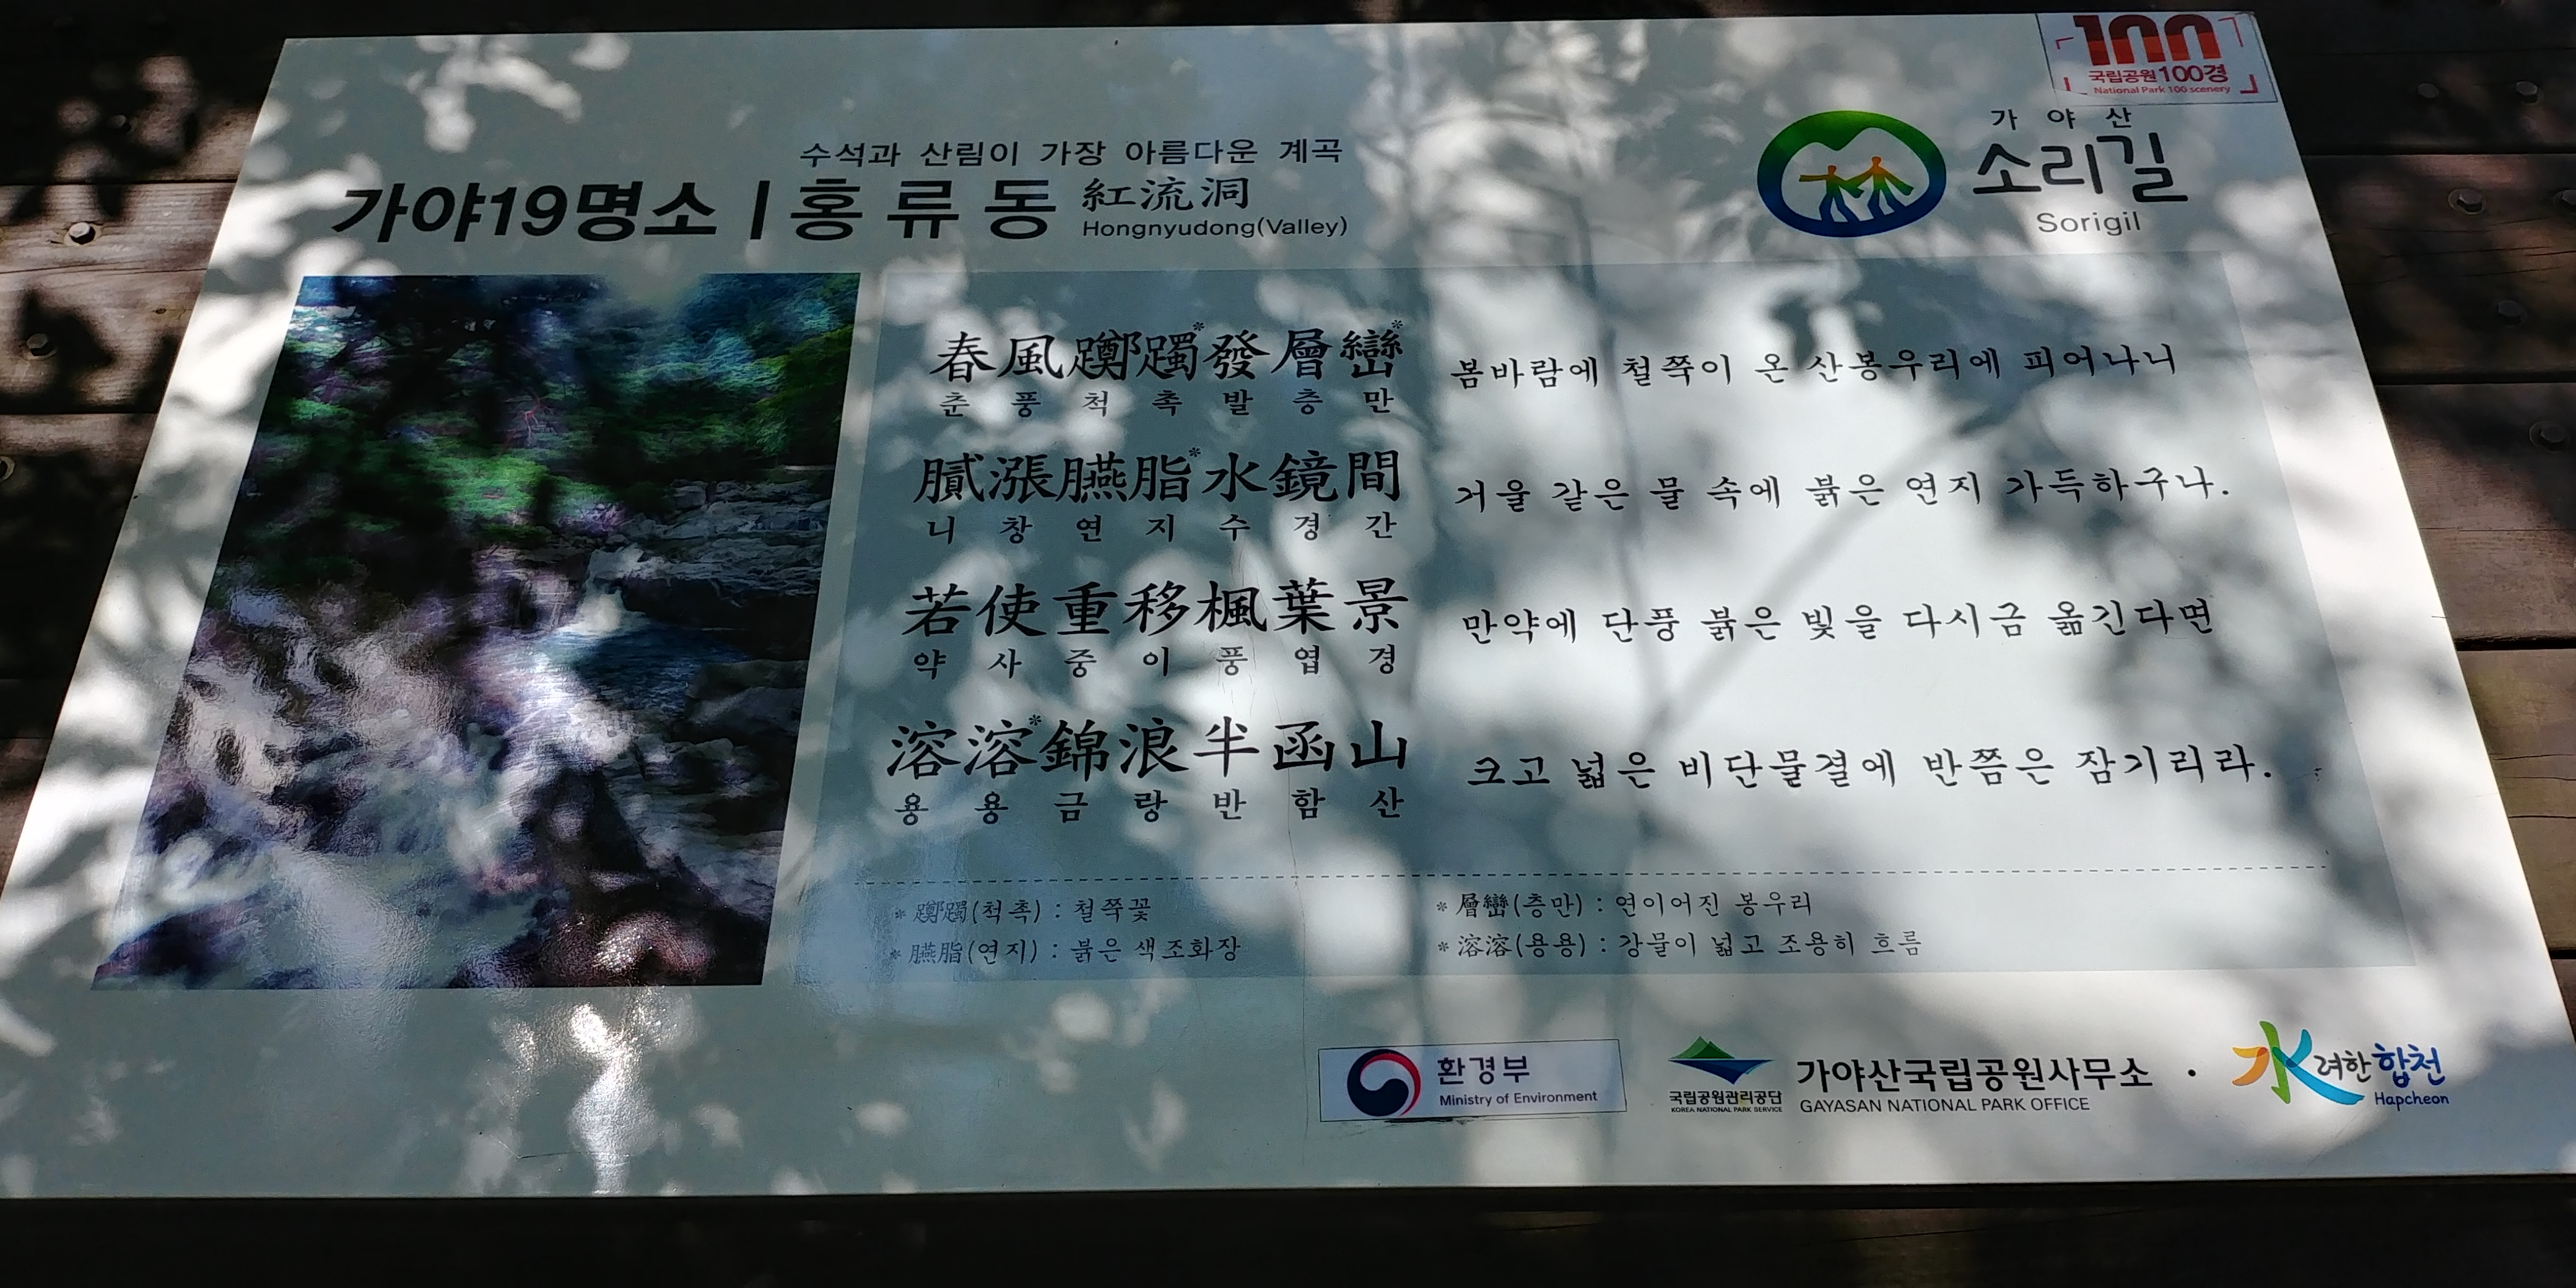 100
국립공원100경
National Park 100 scenery
가야산
소리길
Sorigil
수석과 산림이 가장 아름다운 계곡
가야19명소 | 홍류동 紅流洞
Hongnyudong(Valley)
春風躑躅*發層巒*
춘풍척촉발층만
봄바람에 철쭉이 온 산봉우리에 피어나니
膩漲臙脂*水鏡間
니창연지수경간
거울 같은 물 속에 붉은 연지 가득하구나.
若使重移楓葉景
약사중이풍엽경
만약에 단풍 붉은 빛을 다시금 옮긴다면
溶溶*錦浪半函山
용용금랑반함산
크고 넓은 비단물결에 반쯤은 잠기리라.
* 躑躅(척촉) : 철쭉꽃
* 層巒(층만) : 연이어진 봉우리
* 臙脂(연지) : 붉은 색조화장
* 溶溶(용용) : 강물이 넓고 조용히 흐름
환경부
Ministry of Environment
국립공원관리공단
KOREA NATIONAL PARK SERVICE
가야산국립공원사무소
GAYASAN NATIONAL PARK OFFICE
·
水려한 합천
Hapcheon